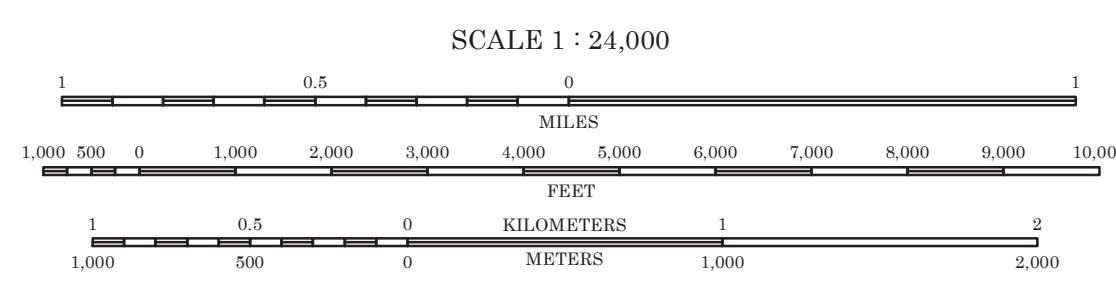 SCALE 1 : 24,000
1 0.5 0 1
MILES
1,000 500 0 1,000 2,000 3,000 4,000 5,000 6,000 7,000 8,000 9,000 10,00
FEET
1 0.5 0 KILOMETERS 1 2
1,000 500 0 METERS 1,000 2,000